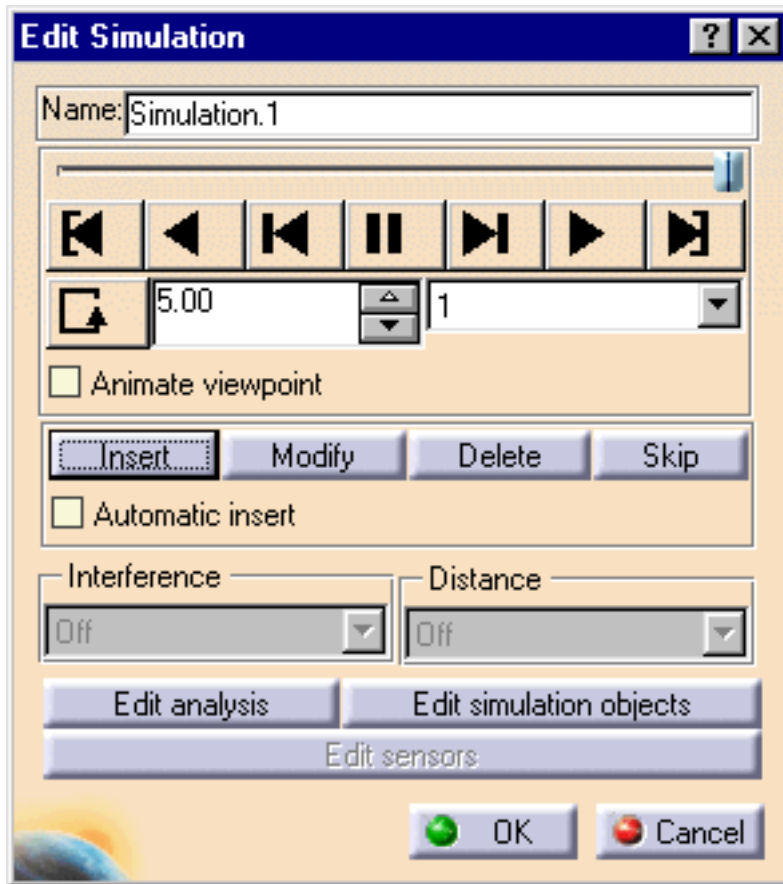 Edit Simulation
Name: Simulation.1
5.00 1
Animate viewpoint
Insert Modify Delete Skip
Automatic insert
Interference Distance
Off Off
Edit analysis Edit simulation objects
Edit sensors
OK Cancel